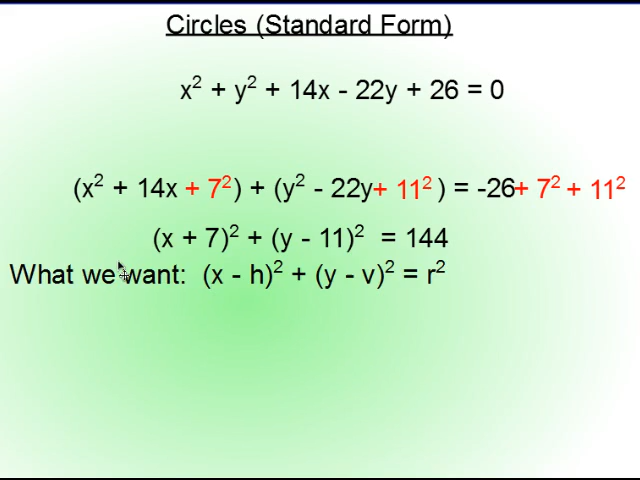 Circles (Standard Form)
x² + y² + 14x - 22y + 26 = 0
(x² + 14x + 7²) + (y² - 22y+ 11² ) = -26+ 7² + 11²
(x + 7)² + (y - 11)² = 144
What we want: (x - h)² + (y - v)² = r²